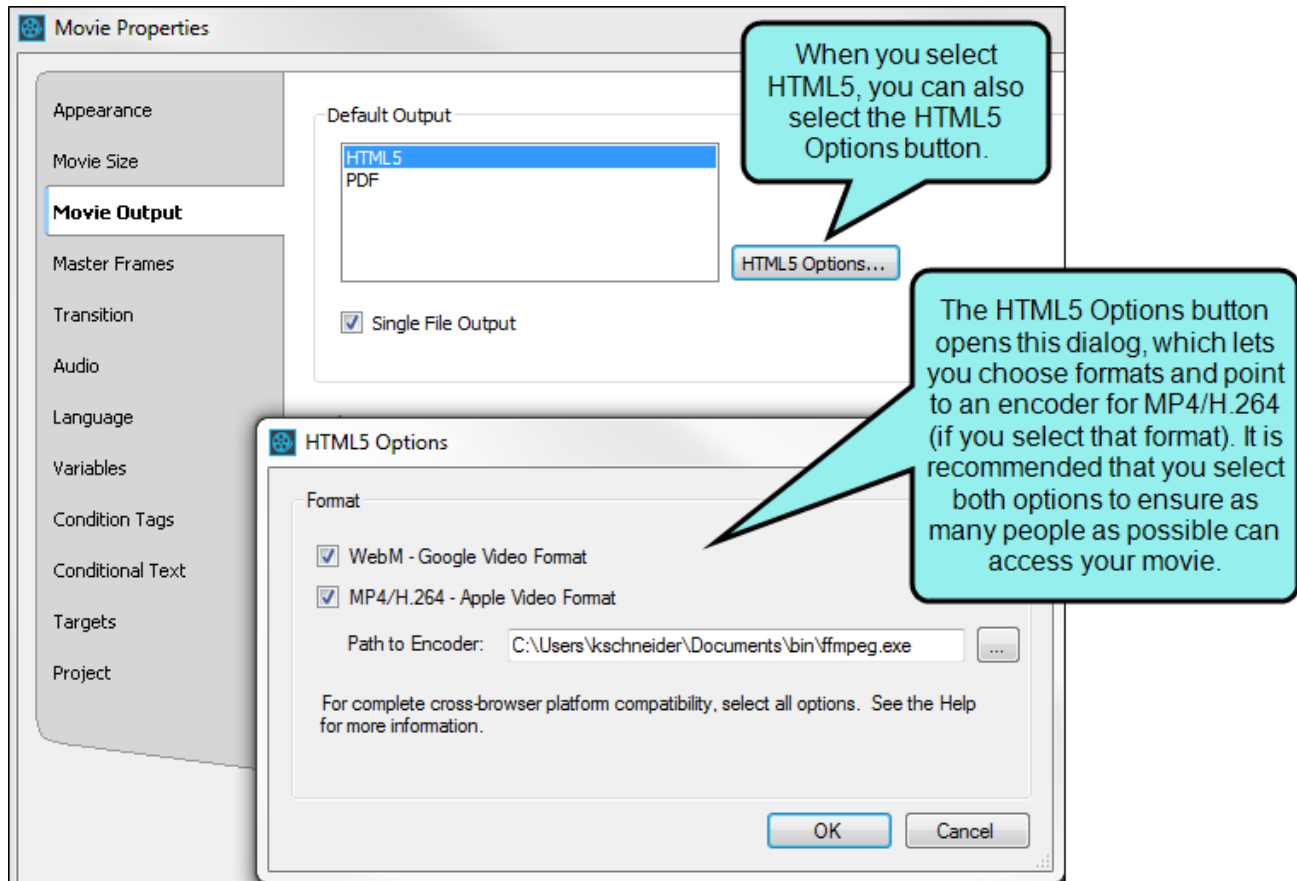 Movie Properties
When you select
HTML5, you can also
select the HTML5
Options button.
Appearance
Movie Size
Movie Output
Master Frames
Transition
Audio
Language
Variables
Condition Tags
Conditional Text
Targets
Project
Default Output
HTML5
PDF
HTML5 Options...
Single File Output
The HTML5 Options button
opens this dialog, which lets
you choose formats and point
to an encoder for MP4/H.264
(if you select that format). It is
recommended that you select
both options to ensure as
many people as possible can
access your movie.
HTML5 Options
Format
WebM - Google Video Format
MP4/H.264 - Apple Video Format
Path to Encoder: C:\Users\kschneider\Documents\bin\ffmpeg.exe ...
For complete cross-browser platform compatibility, select all options. See the Help
for more information.
OK Cancel